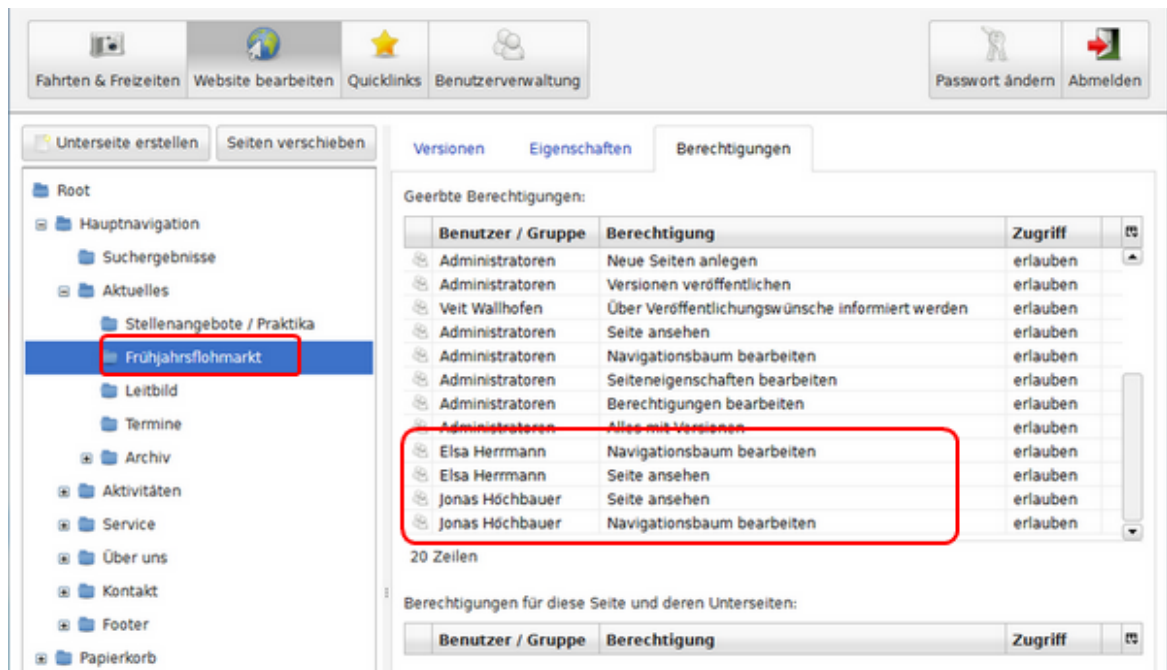 Fahrten & Freizeiten Website bearbeiten Quicklinks Benutzerverwaltung Passwort ändern Abmelden
Unterseite erstellen Seiten verschieben
Versionen Eigenschaften Berechtigungen
Root
Hauptnavigation
Suchergebnisse
Aktuelles
Stellenangebote / Praktika
Frühjahrsflohmarkt
Leitbild
Termine
Archiv
Aktivitäten
Service
Über uns
Kontakt
Footer
Papierkorb
Geerbte Berechtigungen:
Benutzer / Gruppe Berechtigung Zugriff
Administratoren Neue Seiten anlegen erlauben
Administratoren Versionen veröffentlichen erlauben
Veit Wallhofen Über Veröffentlichungswünsche informiert werden erlauben
Administratoren Seite ansehen erlauben
Administratoren Navigationsbaum bearbeiten erlauben
Administratoren Seiteneigenschaften bearbeiten erlauben
Administratoren Berechtigungen bearbeiten erlauben
Administratoren Alles mit Versionen erlauben
Elsa Herrmann Navigationsbaum bearbeiten erlauben
Elsa Herrmann Seite ansehen erlauben
Jonas Höchbauer Seite ansehen erlauben
Jonas Höchbauer Navigationsbaum bearbeiten erlauben
20 Zeilen
Berechtigungen für diese Seite und deren Unterseiten:
Benutzer / Gruppe Berechtigung Zugriff